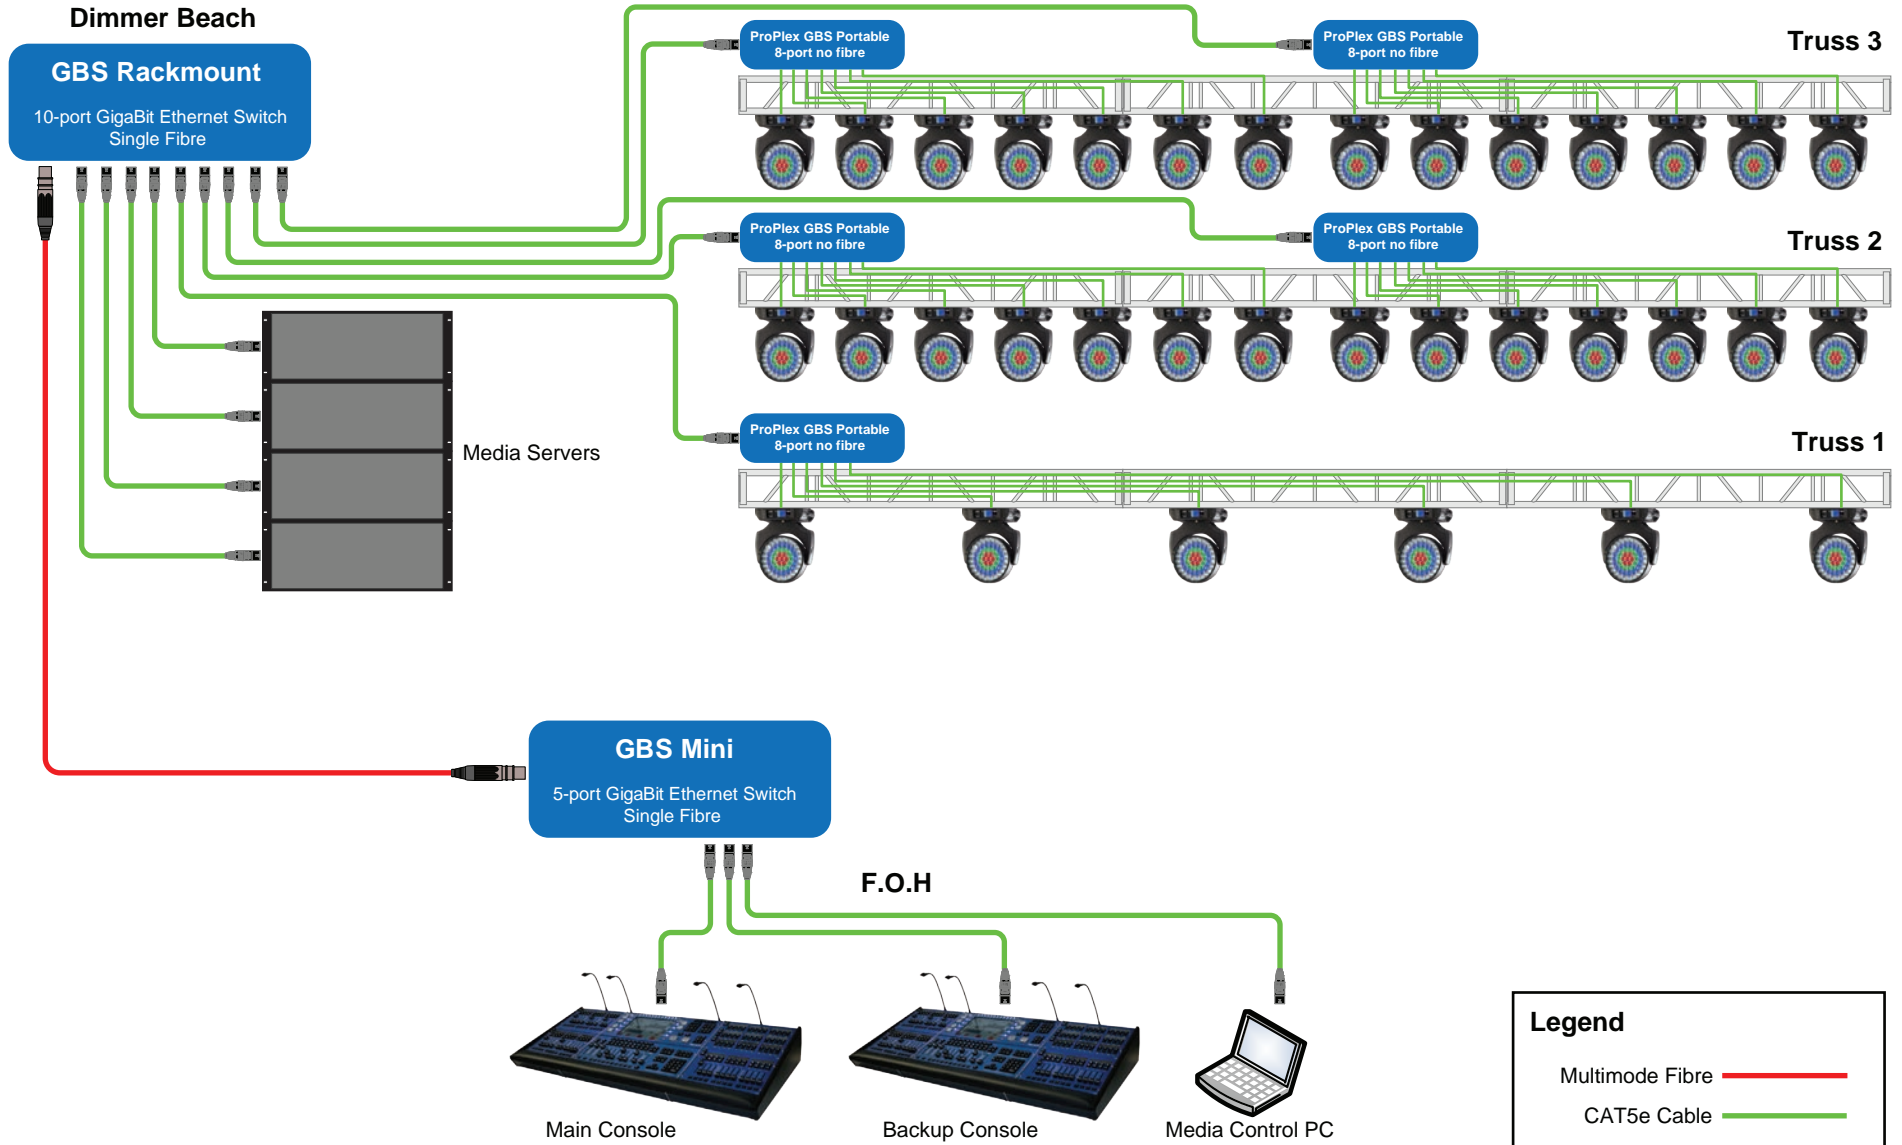 Dimmer Beach
GBS Rackmount
10-port GigaBit Ethernet Switch
Single Fibre
ProPlex GBS Portable
8-port no fibre
ProPlex GBS Portable
8-port no fibre
Truss 3
ProPlex GBS Portable
8-port no fibre
ProPlex GBS Portable
8-port no fibre
Truss 2
ProPlex GBS Portable
8-port no fibre
Truss 1
Media Servers
GBS Mini
5-port GigaBit Ethernet Switch
Single Fibre
F.O.H
Main Console
Backup Console
Media Control PC
Legend
Multimode Fibre
CAT5e Cable